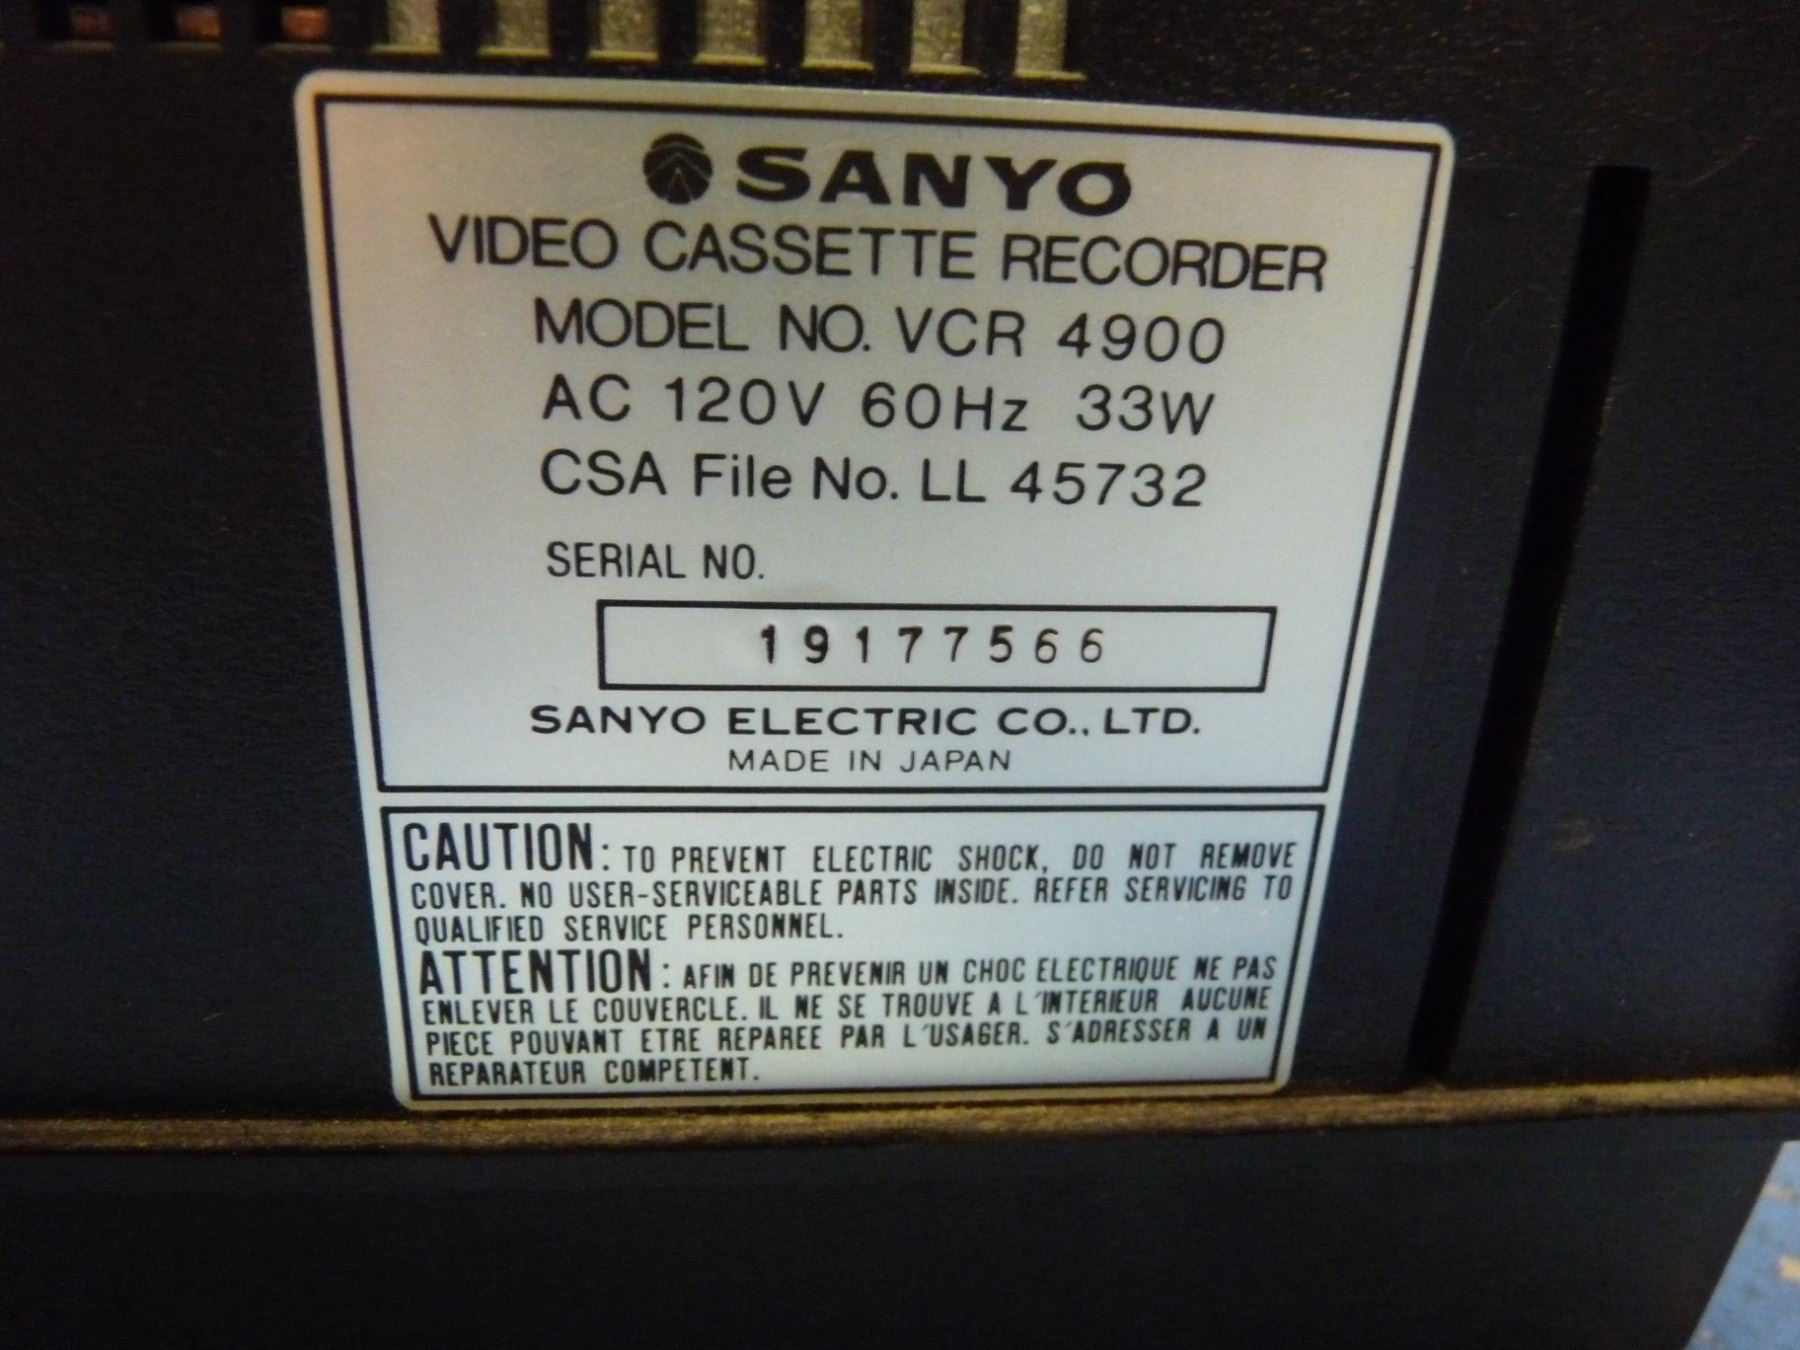 SANYO
VIDEO CASSETTE RECORDER
MODEL NO. VCR 4900
AC 120V 60Hz 33W
CSA File No. LL 45732
SERIAL NO.
19177566
SANYO ELECTRIC CO., LTD.
MADE IN JAPAN
CAUTION: TO PREVENT ELECTRIC SHOCK, DO NOT REMOVE
COVER. NO USER-SERVICEABLE PARTS INSIDE. REFER SERVICING TO
QUALIFIED SERVICE PERSONNEL.
ATTENTION: AFIN DE PREVENIR UN CHOC ELECTRIQUE NE PAS
ENLEVER LE COUVERCLE. IL NE SE TROUVE A L'INTERIEUR AUCUNE
PIECE POUVANT ETRE REPAREE PAR L'USAGER. S'ADRESSER A UN
REPARATEUR COMPETENT.